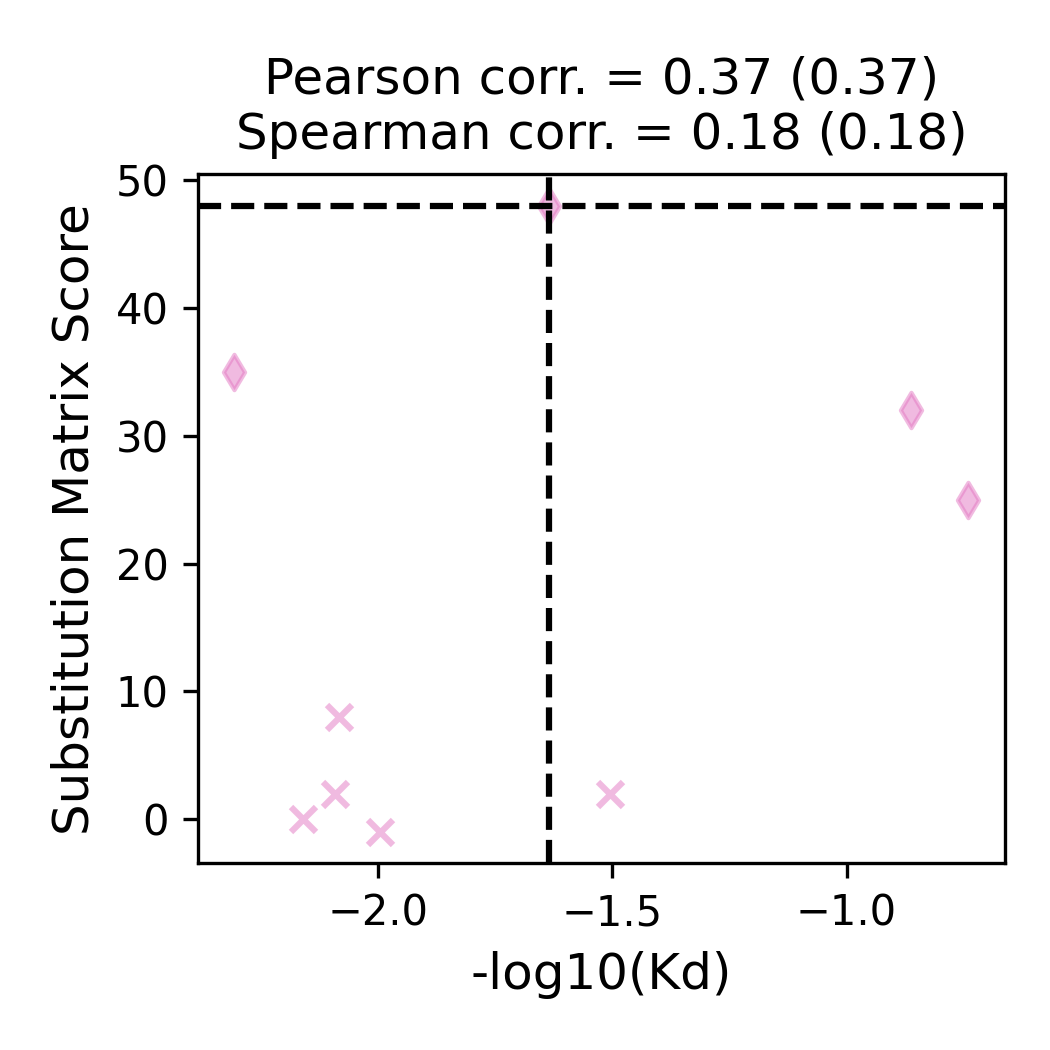 Pearson corr. = 0.37 (0.37)
Spearman corr. = 0.18 (0.18)
Substitution Matrix Score
50
40
30
20
10
0
−2.0
−1.5
−1.0
-log10(Kd)